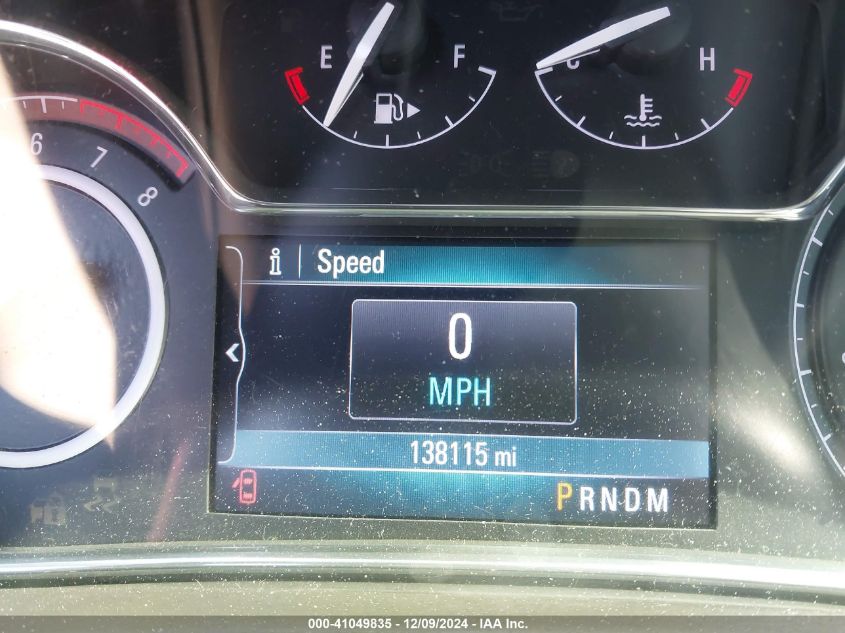 E F
C H
6
7
8
i Speed
0
MPH
138115 mi
PRNDM
000-41049835 - 12/09/2024 - IAA Inc.